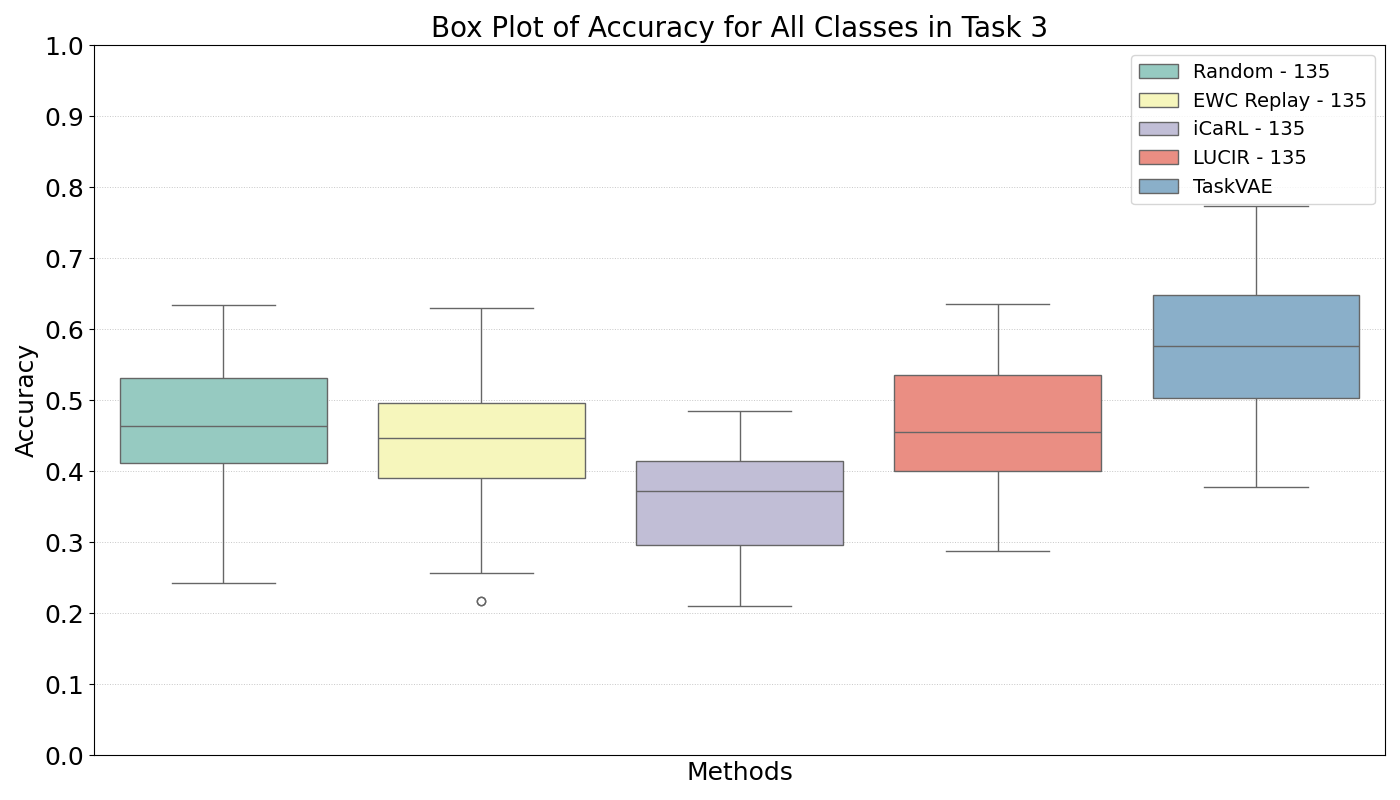 Box Plot of Accuracy for All Classes in Task 3
1.0
0.9
0.8
0.7
0.6
0.5
0.4
0.3
0.2
0.1
0.0
Accuracy
Methods
Random - 135
EWC Replay - 135
iCaRL - 135
LUCIR - 135
TaskVAE